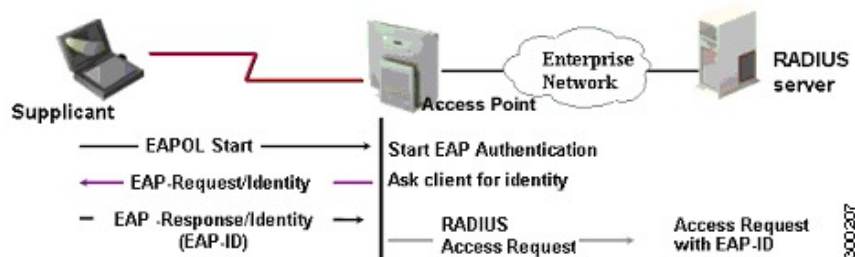 Enterprise
Network
RADIUS
server
Supplicant
Access Point
EAPOL Start
Start EAP Authentication
EAP-Request/Identity
Ask client for identity
EAP -Response/Identity
(EAP-ID)
RADIUS
Access Request
Access Request
with EAP-ID
300207